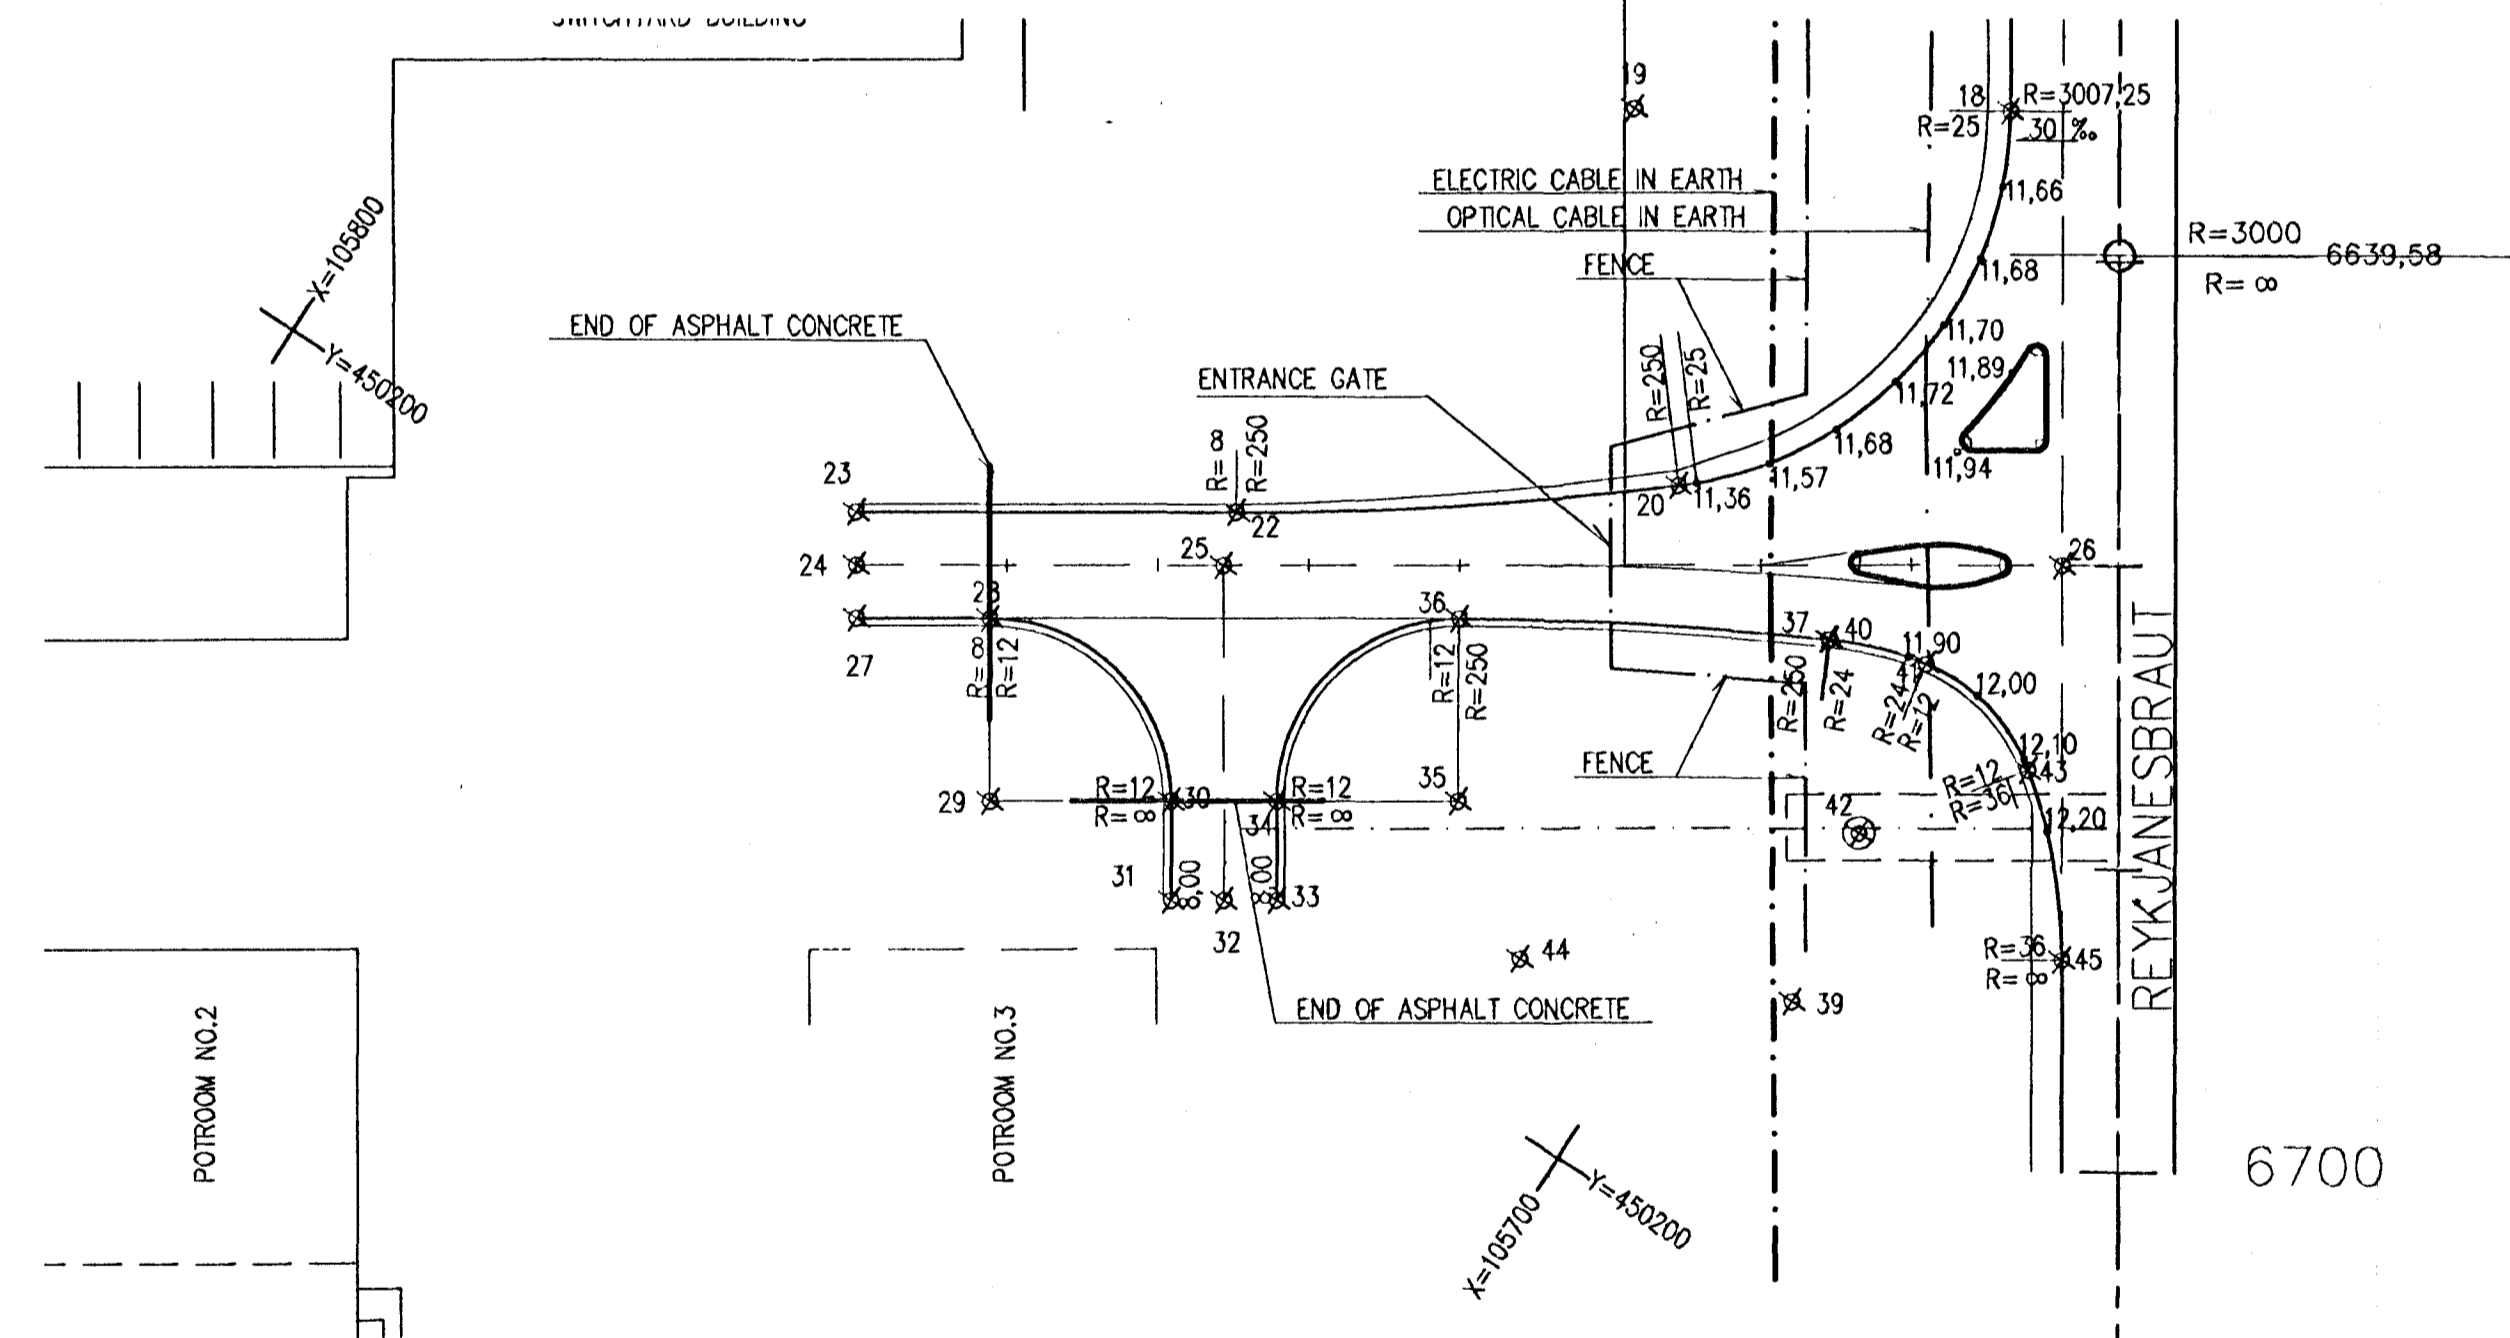 SWITCHYARD BUILDING
19
18
R=3007,25
R=25
30 ‰
ELECTRIC CABLE IN EARTH
11,66
OPTICAL CABLE IN EARTH
X=105800
R=3000
6639,58
FENCE
11,68
R= ∞
END OF ASPHALT CONCRETE
11,70
Y=450200
ENTRANCE GATE
R=250
R=25
11,89
11,72
R=∞
R=250
11,68
23
11,57
11,94
20
11,36
22
24
25
26
28
36
37
40
11,90
27
R=∞
R=12
R=12
R=250
R=250
R=24
41
R=24
R=12
12,00
REYKJANESBRAUT
FENCE
12,10
29
R=12
30
R= ∞
R=12
R= ∞
34
35
R=12
43
R=36
42
12,20
31
8,00
8,00
33
32
44
R=36
45
R= ∞
39
END OF ASPHALT CONCRETE
POTROOM NO.2
POTROOM NO.3
X=105700
Y=450200
6700